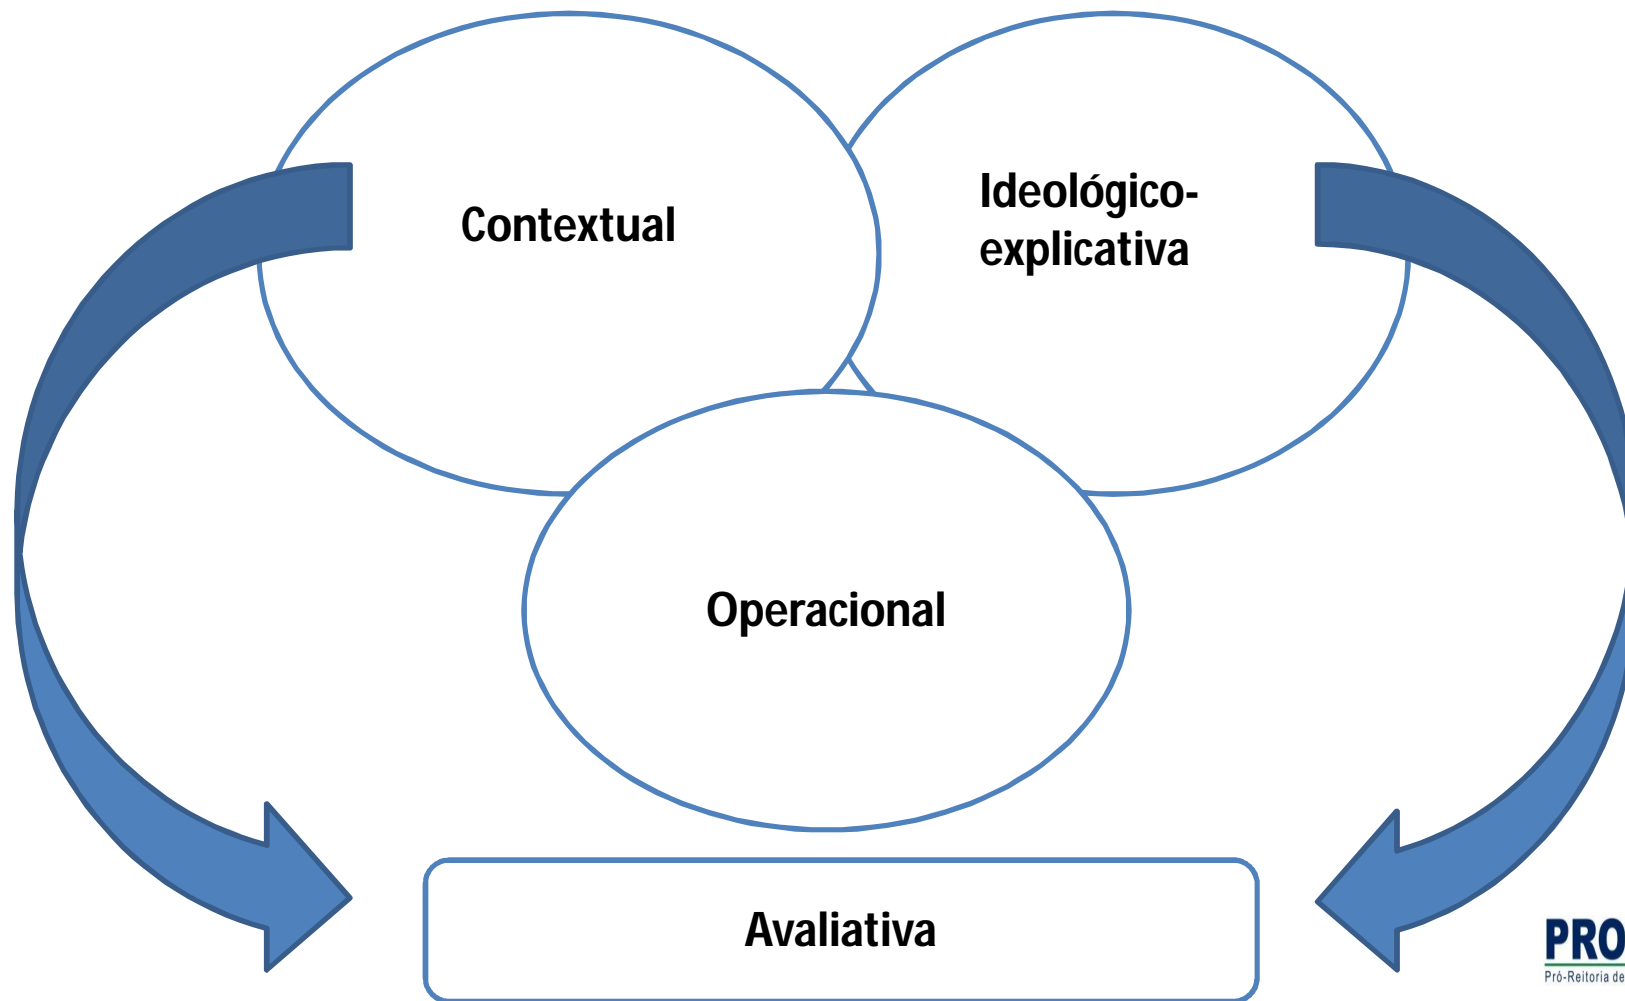 Contextual
Ideológico-
explicativa
Operacional
Avaliativa
PRO
Pró-Reitoria de